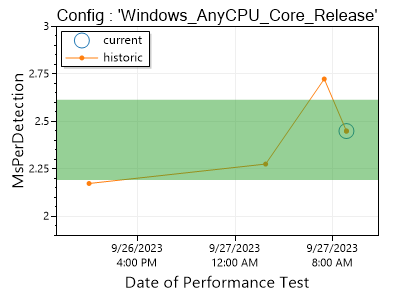 Config : 'Windows_AnyCPU_Core_Release'
current
historic
3
2.75
2.5
2.25
2
MsPerDetection
9/26/2023 9/27/2023 9/27/2023
4:00 PM 12:00 AM 8:00 AM
Date of Performance Test